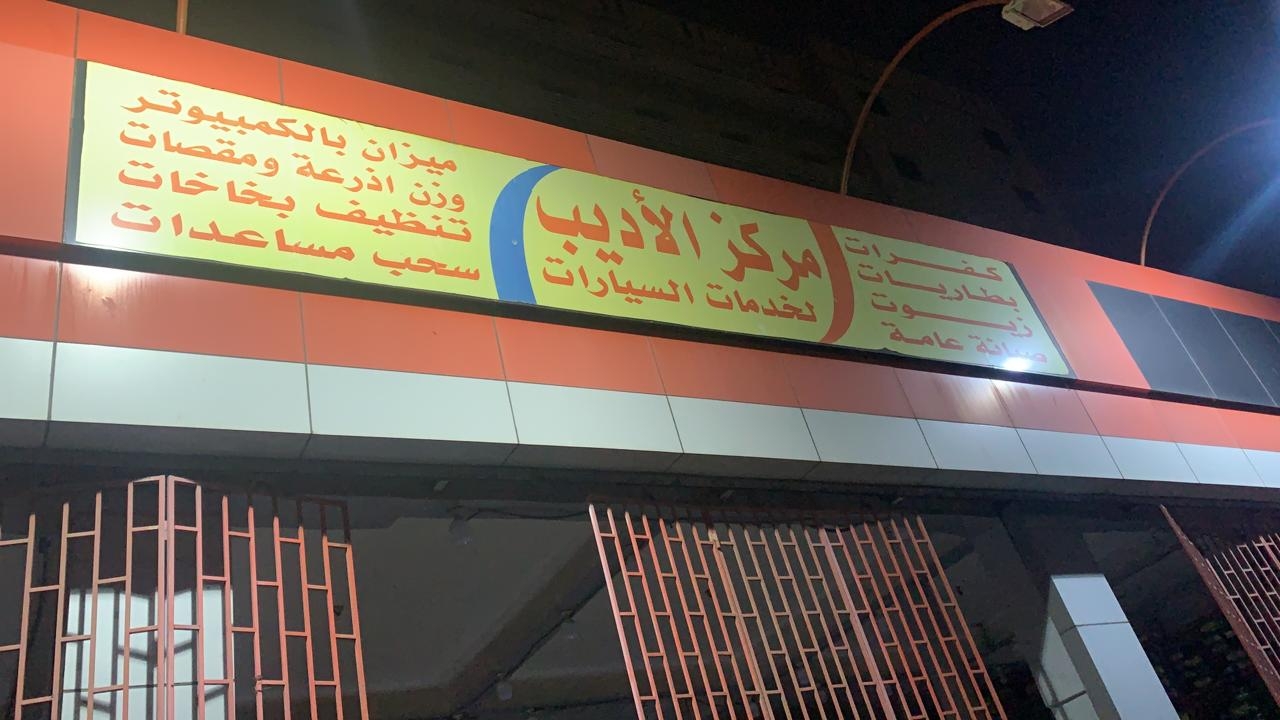 كفرات
بطاريات
زيوت
صيانة عامة
مركز الأديب
لخدمات السيارات
ميزان بالكمبيوتر
وزن اذرعة ومقصات
تنظيف بخاخات
سحب مساعدات